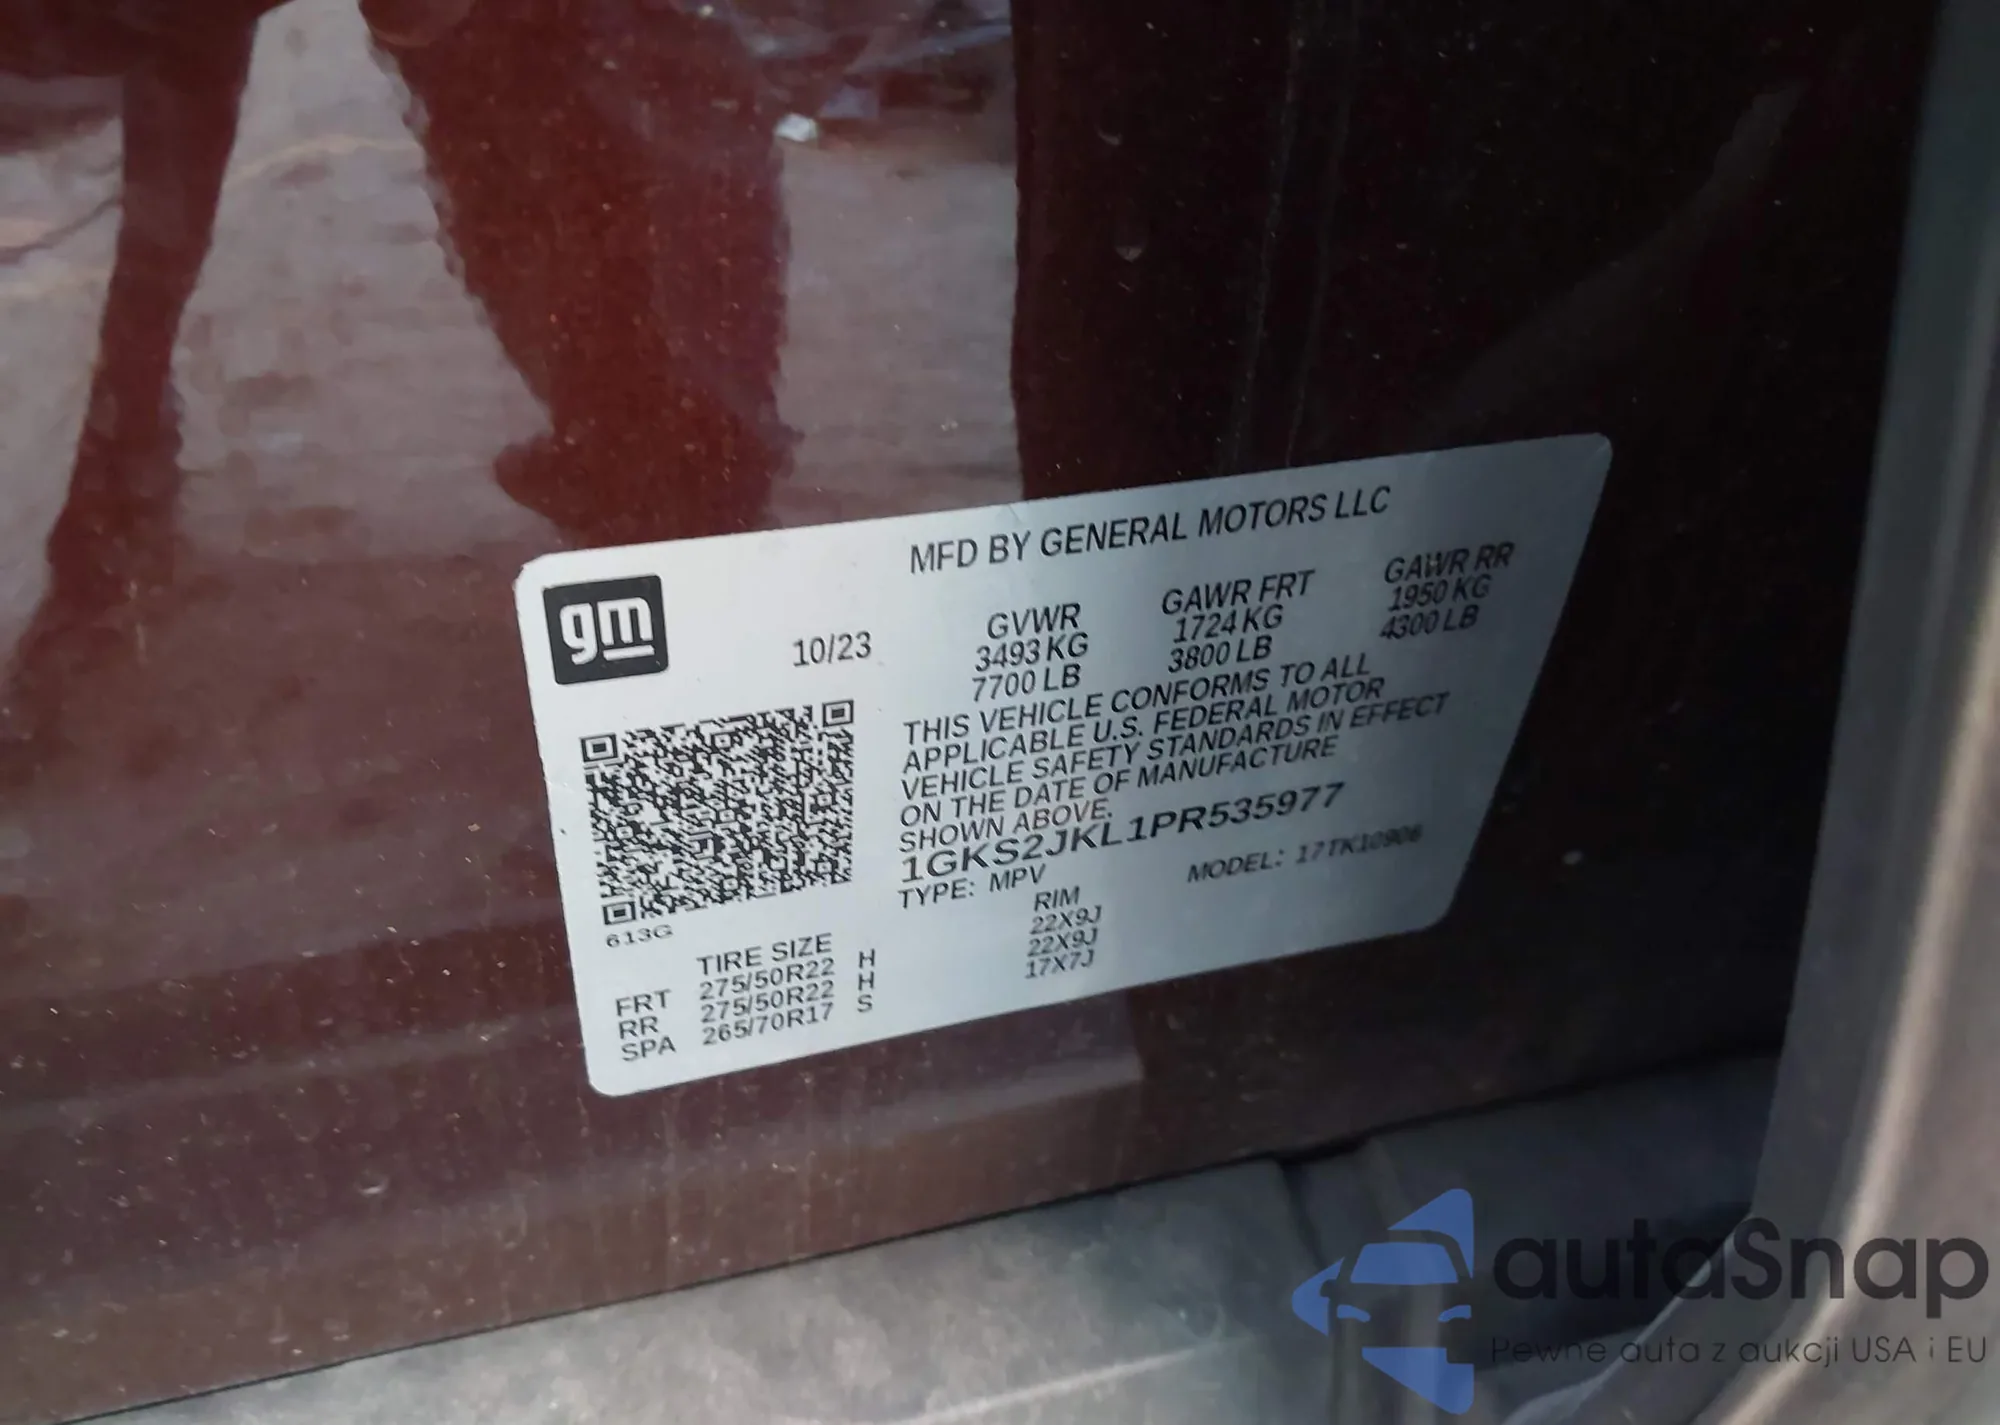 MFD BY GENERAL MOTORS LLC
gm
10/23
GVWR GAWR FRT GAWR RR
3493 KG 1724 KG 1950 KG
7700 LB 3800 LB 4300 LB
THIS VEHICLE CONFORMS TO ALL
APPLICABLE U.S. FEDERAL MOTOR
VEHICLE SAFETY STANDARDS IN EFFECT
ON THE DATE OF MANUFACTURE
SHOWN ABOVE.
1GKS2JKL1PR535977
TYPE: MPV MODEL: 17TK10906
613G
TIRE SIZE RIM
FRT 275/50R22 H 22X9J
RR 275/50R22 H 22X9J
SPA 265/70R17 S 17X7J
autaSnap
Pewne auta z aukcji USA i EU